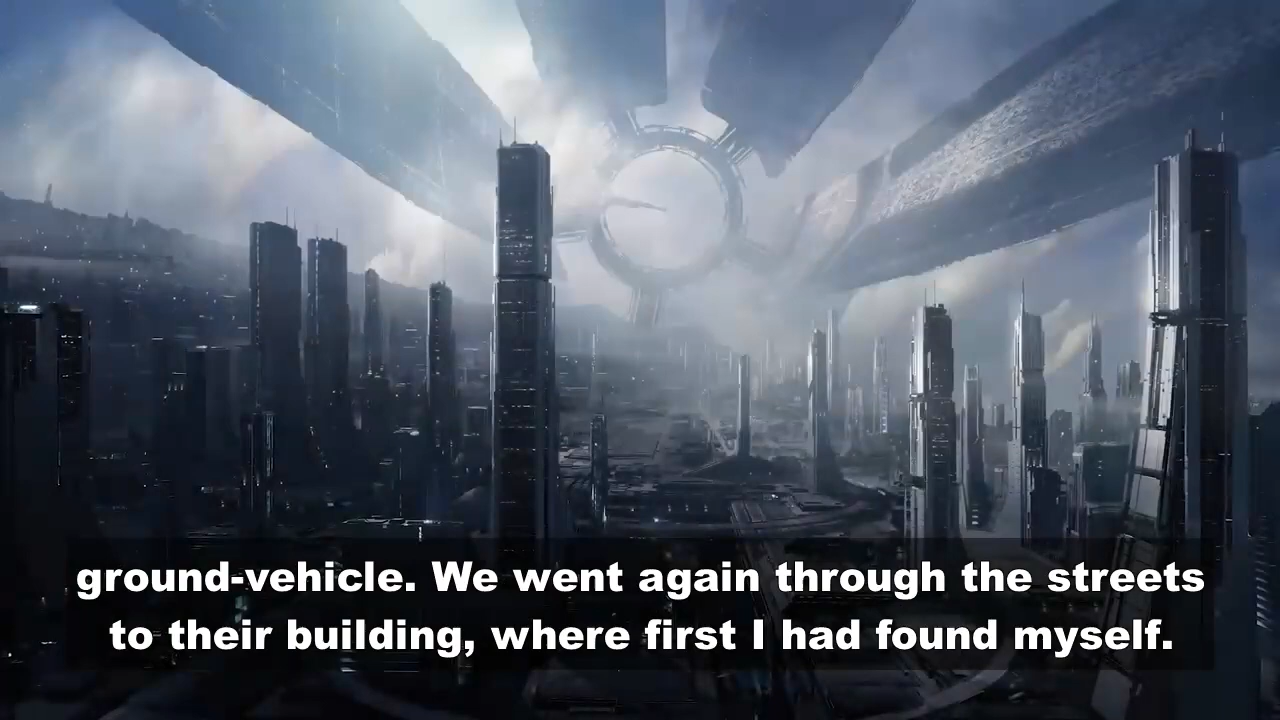 ground-vehicle. We went again through the streets
to their building, where first I had found myself.